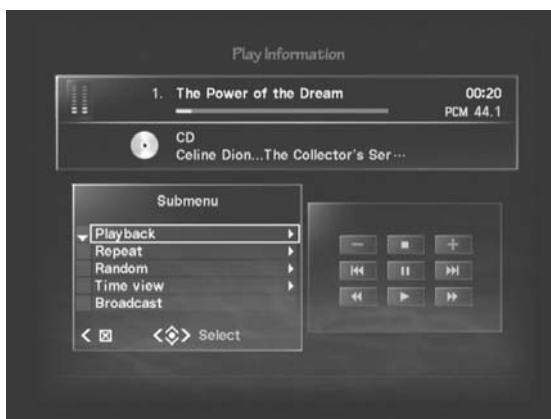 Play Information
1. The Power of the Dream 00:20
PCM 44.1
CD
Celine Dion...The Collector's Ser...
Submenu
Playback
Repeat
Random
Time view
Broadcast
Select